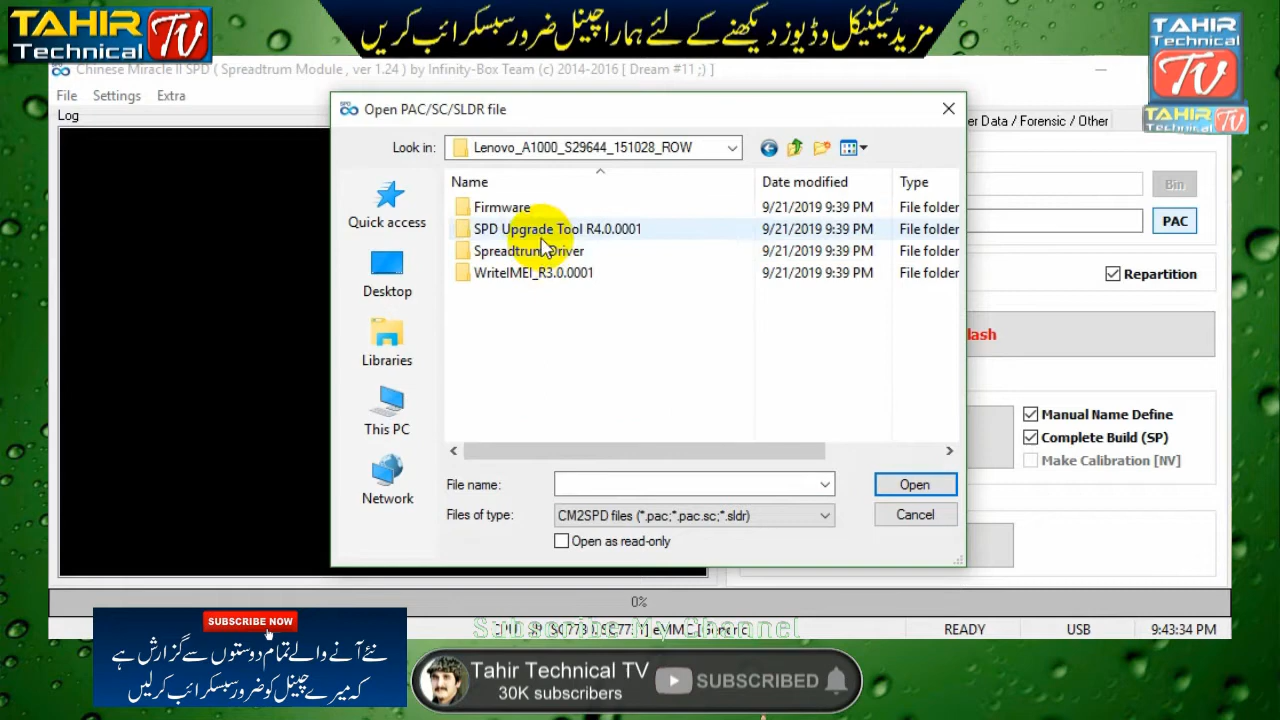 TAHIR
Technical TV
مزید ٹیکنیکل وڈیوز دیکھنے کے لئے ہمارا چینل ضرور سبسکرائب کریں
TAHIR
Technical
TV
TAHIR
Technical TV
Chinese Miracle II SPD ( Spreadtrum Module , ver 1.24 ) by Infinity-Box Team (c) 2014-2016 [ Dream #11 ;) ]
File Settings Extra
Log
Open PAC/SC/SLDR file
er Data / Forensic / Other
Look in: Lenovo_A1000_S29644_151028_ROW
Name Date modified Type
Firmware 9/21/2019 9:39 PM File folder
SPD Upgrade Tool R4.0.0001 9/21/2019 9:39 PM File folder
Spreadtrum Driver 9/21/2019 9:39 PM File folder
WriteIMEI_R3.0.0001 9/21/2019 9:39 PM File folder
Quick access
Desktop
Libraries
This PC
Network
File name:
Open
Files of type: CM2SPD files (*.pac;*.pac.sc;*.sldr)
Cancel
Open as read-only
Bin
PAC
Repartition
lash
Manual Name Define
Complete Build (SP)
Make Calibration [NV]
0%
Subscribe My Channel
READY USB 9:43:34 PM
SUBSCRIBE NOW
نئے آنے والے تمام دوستوں سے گزارش ہے
کہ میرے چینل کو ضرور سبسکرائب کر لیں
Tahir Technical TV
30K subscribers
SUBSCRIBED